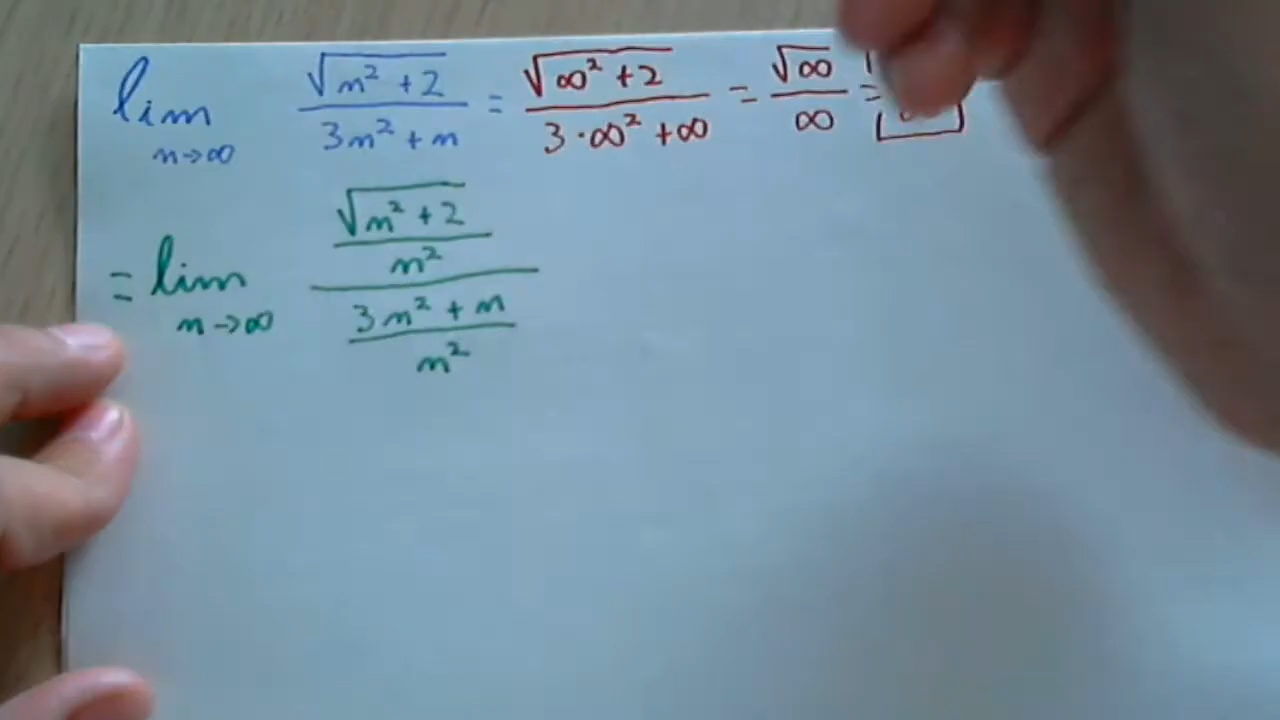 lim n→∞ √(n² + 2) / (3n² + n) = √(∞² + 2) / (3·∞² + ∞) = √∞ / ∞ =
= lim n→∞ (√(n² + 2) / n²) / ((3n² + n) / n²)